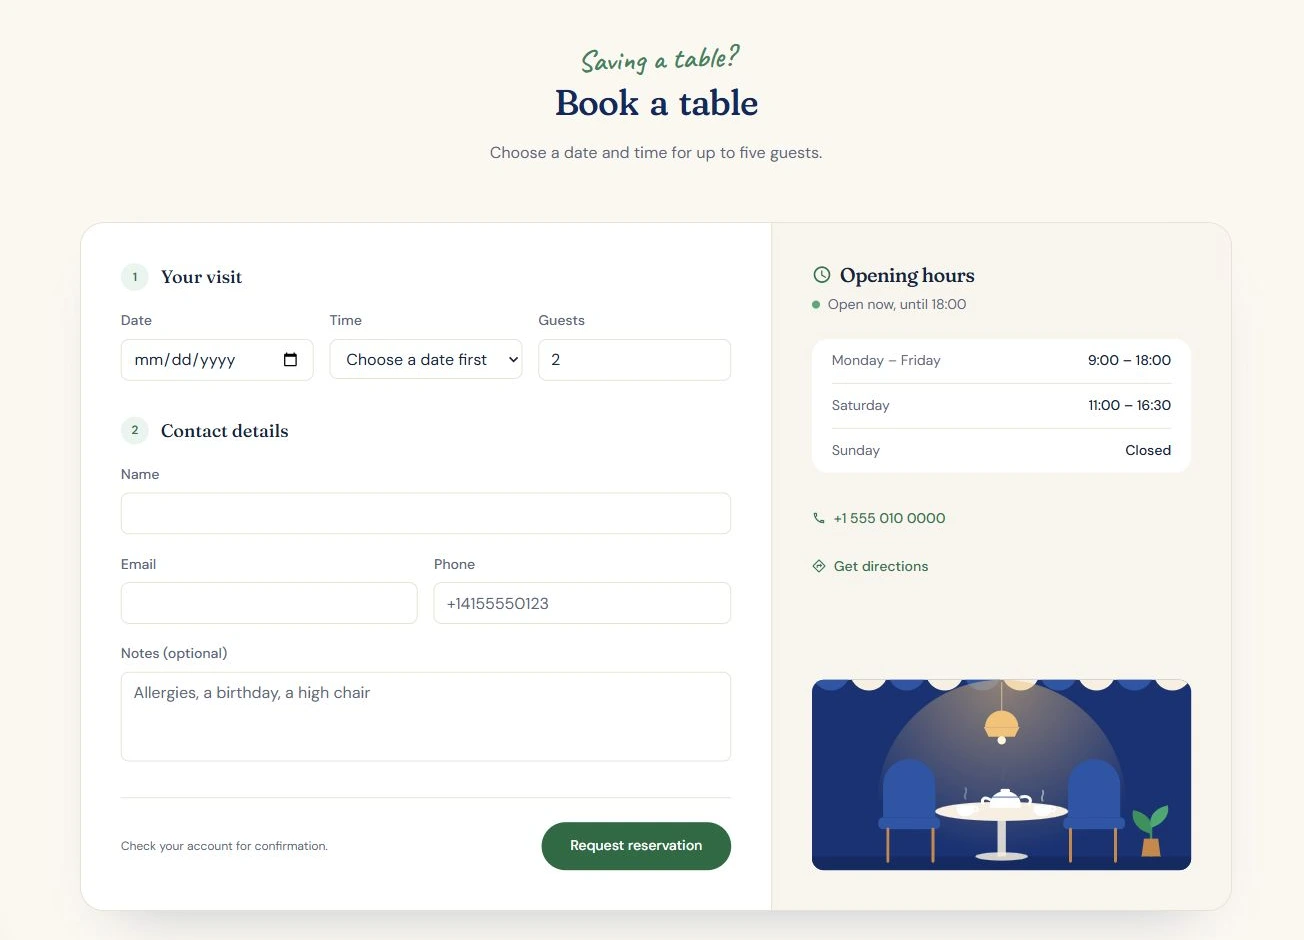 Saving a table?
Book a table
Choose a date and time for up to five guests.
1 Your visit
Date Time Guests
mm/dd/yyyy Choose a date first 2
2 Contact details
Name
Email Phone
+14155550123
Notes (optional)
Allergies, a birthday, a high chair
Check your account for confirmation. Request reservation
Opening hours
Open now, until 18:00
Monday – Friday 9:00 – 18:00
Saturday 11:00 – 16:30
Sunday Closed
+1 555 010 0000
Get directions